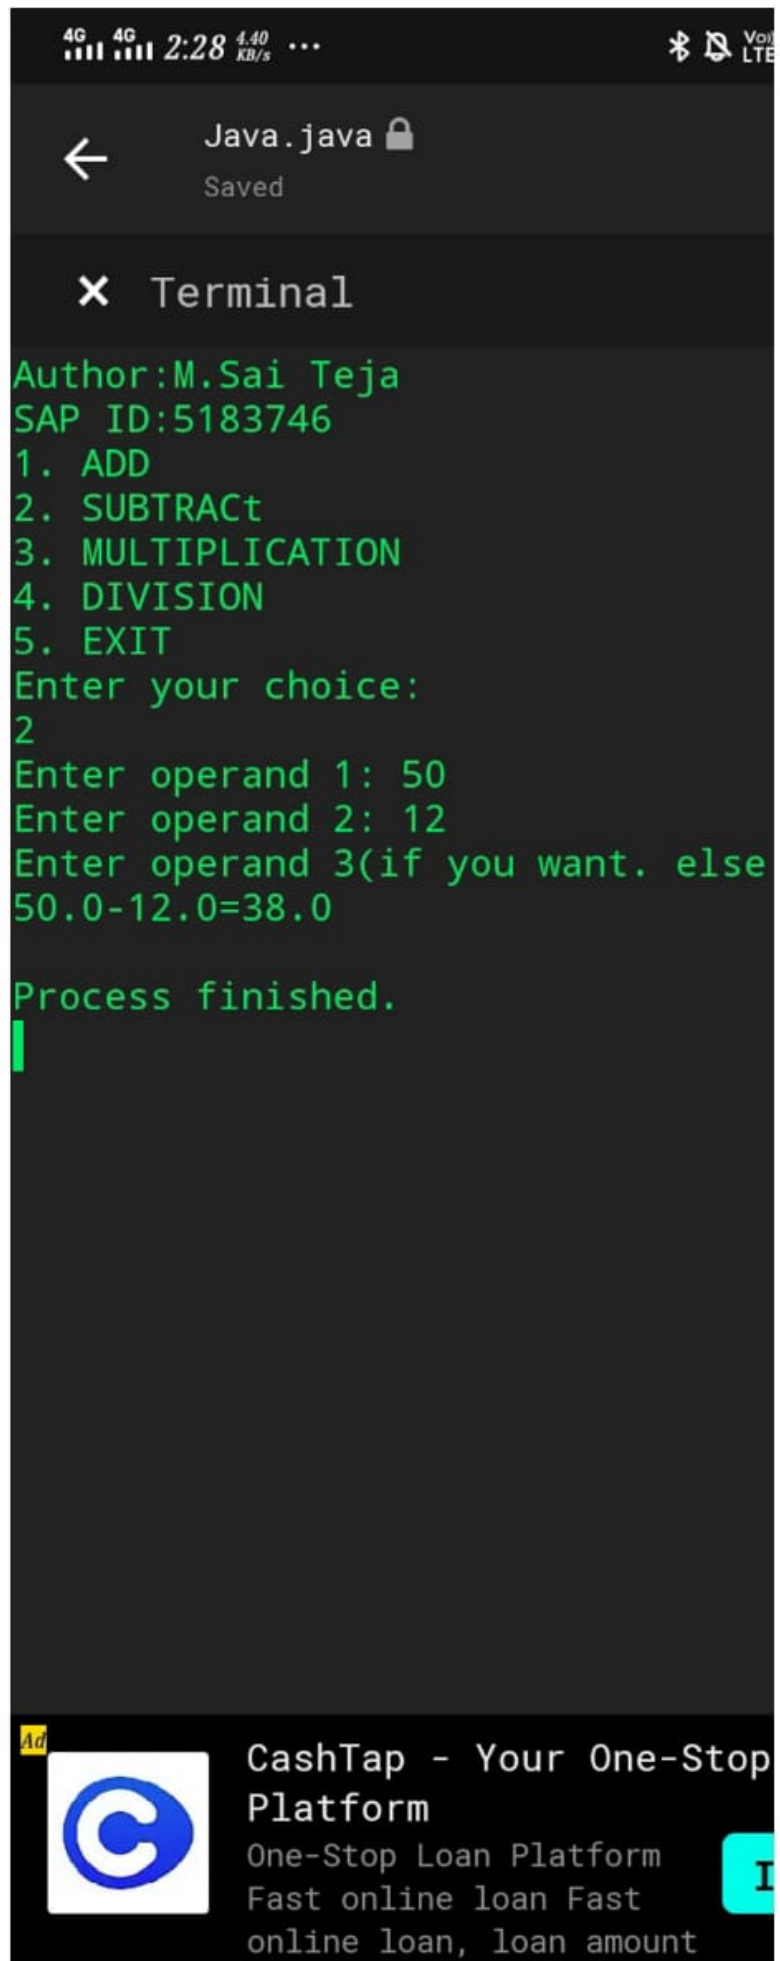 4G 4G 2:28 4.40 KB/s ...
Java.java
Saved
Terminal
Author:M.Sai Teja
SAP ID:5183746
1. ADD
2. SUBTRACt
3. MULTIPLICATION
4. DIVISION
5. EXIT
Enter your choice:
2
Enter operand 1: 50
Enter operand 2: 12
Enter operand 3(if you want. else
50.0-12.0=38.0
Process finished.
Ad
CashTap - Your One-Stop
Platform
One-Stop Loan Platform
Fast online loan Fast
online loan, loan amount